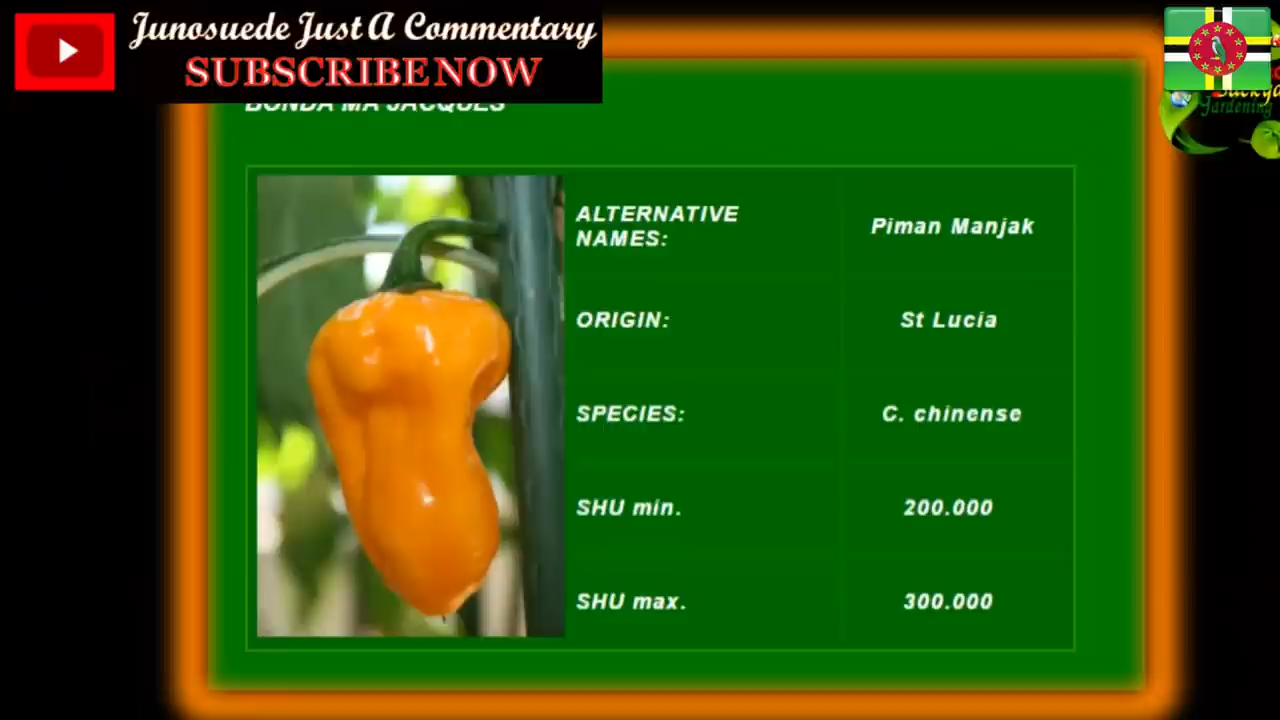 Junosuede Just A Commentary
SUBSCRIBE NOW
BONDA MA JACQUES
ALTERNATIVE
NAMES:
Piman Manjak
ORIGIN:
St Lucia
SPECIES:
C. chinense
SHU min.
200.000
SHU max.
300.000
Gardening